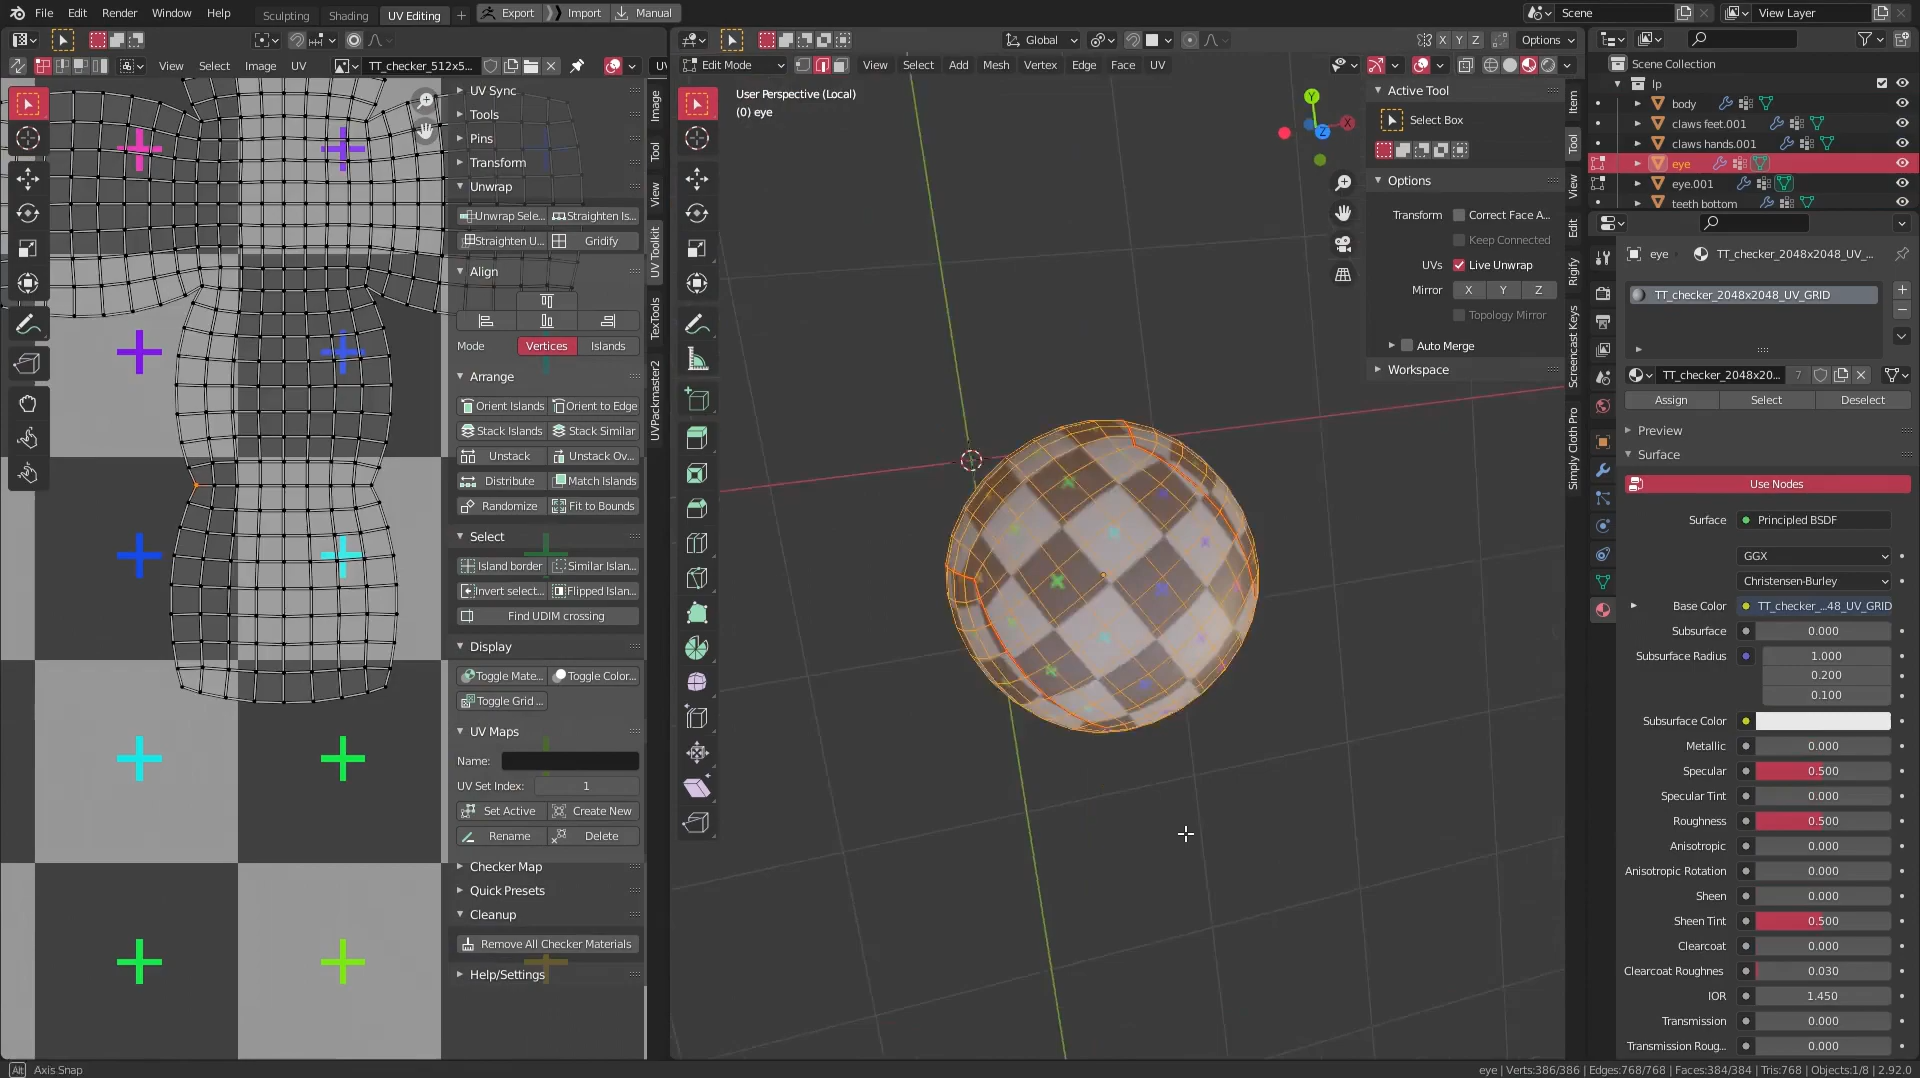 File Edit Render Window Help Sculpting Shading UV Editing + Export Import Manual Scene View Layer
Global X Y Z Options
View Select Image UV TT_checker_512x5... UV Edit Mode View Select Add Mesh Vertex Edge Face UV
Scene Collection
lp
body
claws feet.001
claws hands.001
eye
eye.001
teeth bottom
UV Sync
Tools
Pins
Transform
Unwrap
Unwrap Sele... Straighten Is...
Straighten U... Gridify
Align
Mode Vertices Islands
Arrange
Orient Islands Orient to Edge
Stack Islands Stack Similar
Unstack Unstack Ov...
Distribute Match Islands
Randomize Fit to Bounds
Select
Island border Similar Islan...
Invert select... Flipped Islan...
Find UDIM crossing
Display
Toggle Mate... Toggle Color...
Toggle Grid ...
UV Maps
Name:
UV Set Index: 1
Set Active Create New
Rename Delete
Checker Map
Quick Presets
Cleanup
Remove All Checker Materials
Help/Settings
Image
Tool
View
UV Toolkit
TexTools
UVPackmaster2
User Perspective (Local)
(0) eye
Y
X
Z
Active Tool
Select Box
Options
Transform Correct Face A...
Keep Connected
UVs Live Unwrap
Mirror X Y Z
Topology Mirror
Auto Merge
Workspace
Item
Tool
View
Edit
Rigify
Screencast Keys
Simply Cloth Pro
eye TT_checker_2048x2048_UV_...
TT_checker_2048x2048_UV_GRID
TT_checker_2048x20... 7
Assign Select Deselect
Preview
Surface
Use Nodes
Surface Principled BSDF
GGX
Christensen-Burley
Base Color TT_checker_...48_UV_GRID
Subsurface 0.000
Subsurface Radius 1.000
0.200
0.100
Subsurface Color
Metallic 0.000
Specular 0.500
Specular Tint 0.000
Roughness 0.500
Anisotropic 0.000
Anisotropic Rotation 0.000
Sheen 0.000
Sheen Tint 0.500
Clearcoat 0.000
Clearcoat Roughnes 0.030
IOR 1.450
Transmission 0.000
Transmission Roug... 0.000
Alt Axis Snap
eye | Verts:386/386 | Edges:768/768 | Faces:384/384 | Tris:768 | Objects:1/8 | 2.92.0